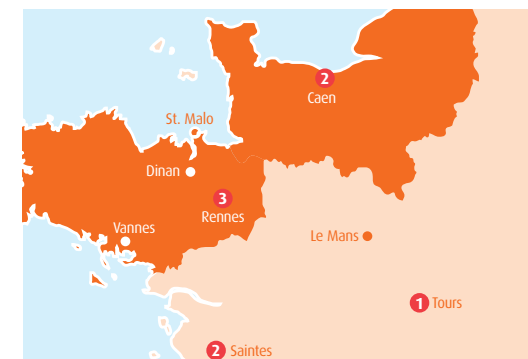 2
Caen
St. Malo
Dinan
3
Rennes
Vannes
Le Mans
1 Tours
2 Saintes